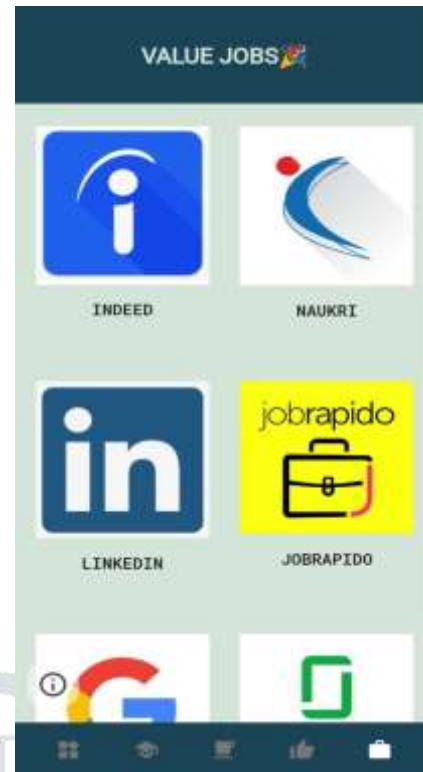 VALUE JOBS🎉
INDEED
NAUKRI
in
jobrapido
LINKEDIN
JOBRAPIDO